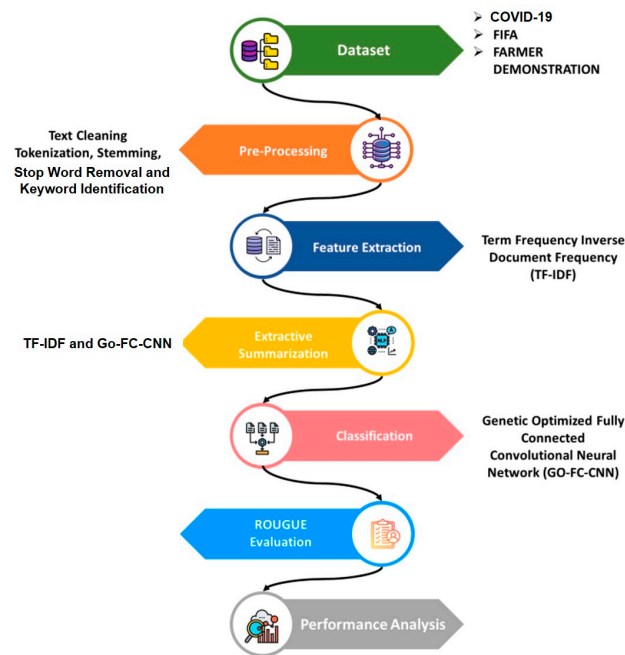 Dataset
➢ COVID-19
➢ FIFA
➢ FARMER
DEMONSTRATION
Text Cleaning
Tokenization, Stemming,
Stop Word Removal and
Keyword Identification
Pre-Processing
Feature Extraction
Term Frequency Inverse
Document Frequency
(TF-IDF)
TF-IDF and Go-FC-CNN
Extractive
Summarization
Classification
Genetic Optimized Fully
Connected
Convolutional Neural
Network (GO-FC-CNN)
ROUGUE
Evaluation
Performance Analysis